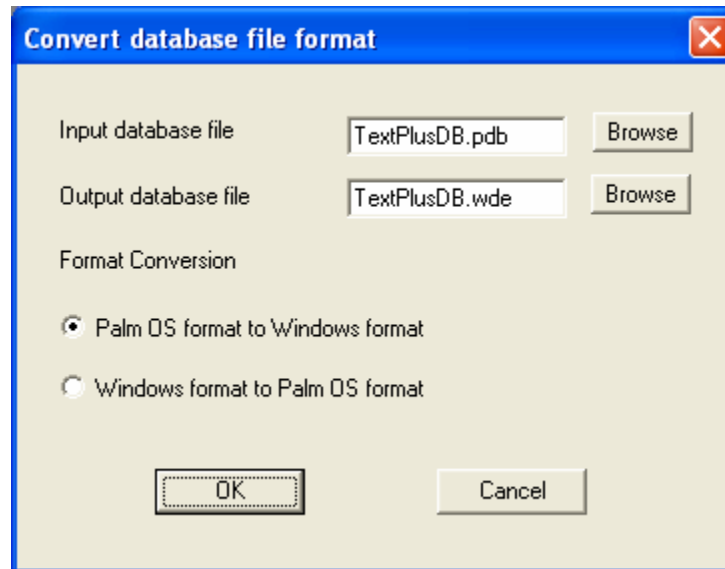 Convert database file format
Input database file TextPlusDB.pdb Browse
Output database file TextPlusDB.wde Browse
Format Conversion
Palm OS format to Windows format
Windows format to Palm OS format
OK Cancel